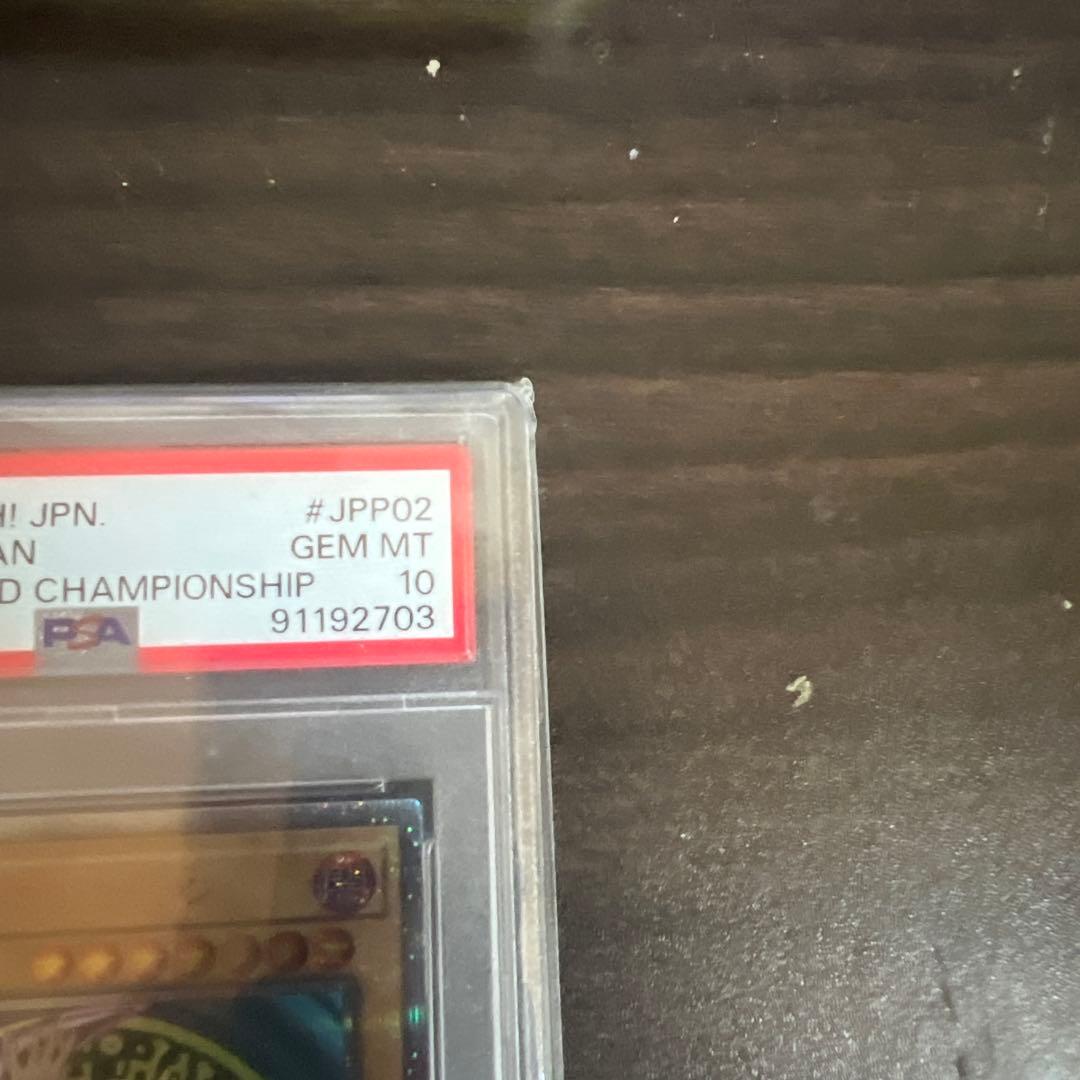 H! JPN. #JPP02
AN GEM MT
D CHAMPIONSHIP 10
PSA 91192703